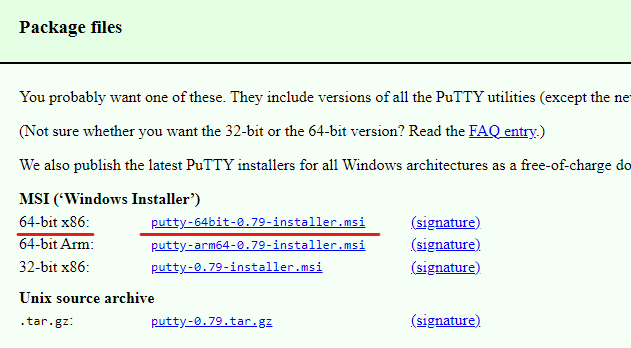 Package files
You probably want one of these. They include versions of all the PuTTY utilities (except the
(Not sure whether you want the 32-bit or the 64-bit version? Read the FAQ entry.)
We also publish the latest PuTTY installers for all Windows architectures as a free-of-charge
MSI (‘Windows Installer’)
64-bit x86: putty-64bit-0.79-installer.msi (signature)
64-bit Arm: putty-arm64-0.79-installer.msi (signature)
32-bit x86: putty-0.79-installer.msi (signature)
Unix source archive
.tar.gz: putty-0.79.tar.gz (signature)